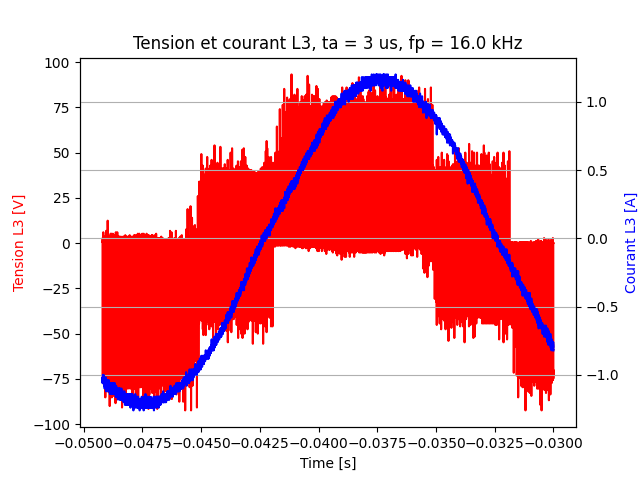 Tension et courant L3, ta = 3 us, fp = 16.0 kHz
100
75
50
25
0
−25
−50
−75
−100
Tension L3 [V]
1.0
0.5
0.0
−0.5
−1.0
Courant L3 [A]
−0.0500 −0.0475 −0.0450 −0.0425 −0.0400 −0.0375 −0.0350 −0.0325 −0.0300
Time [s]